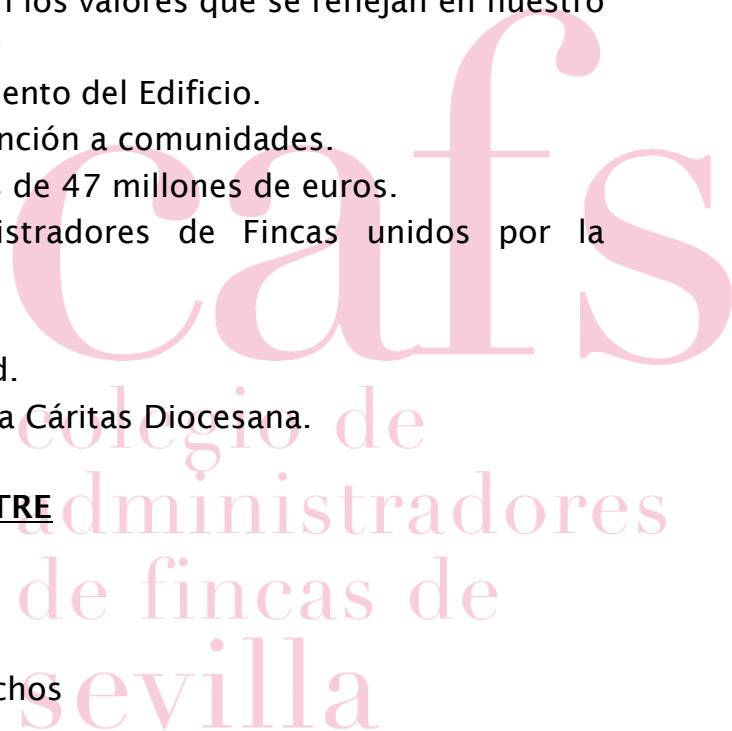 los valores que se reflejan en nuestro
ento del Edificio.
nción a comunidades.
de 47 millones de euros.
istradores de Fincas unidos por la
d.
a Cáritas Diocesana.
TRE
chos
cafs
colegio de
administradores
de fincas de
sevilla